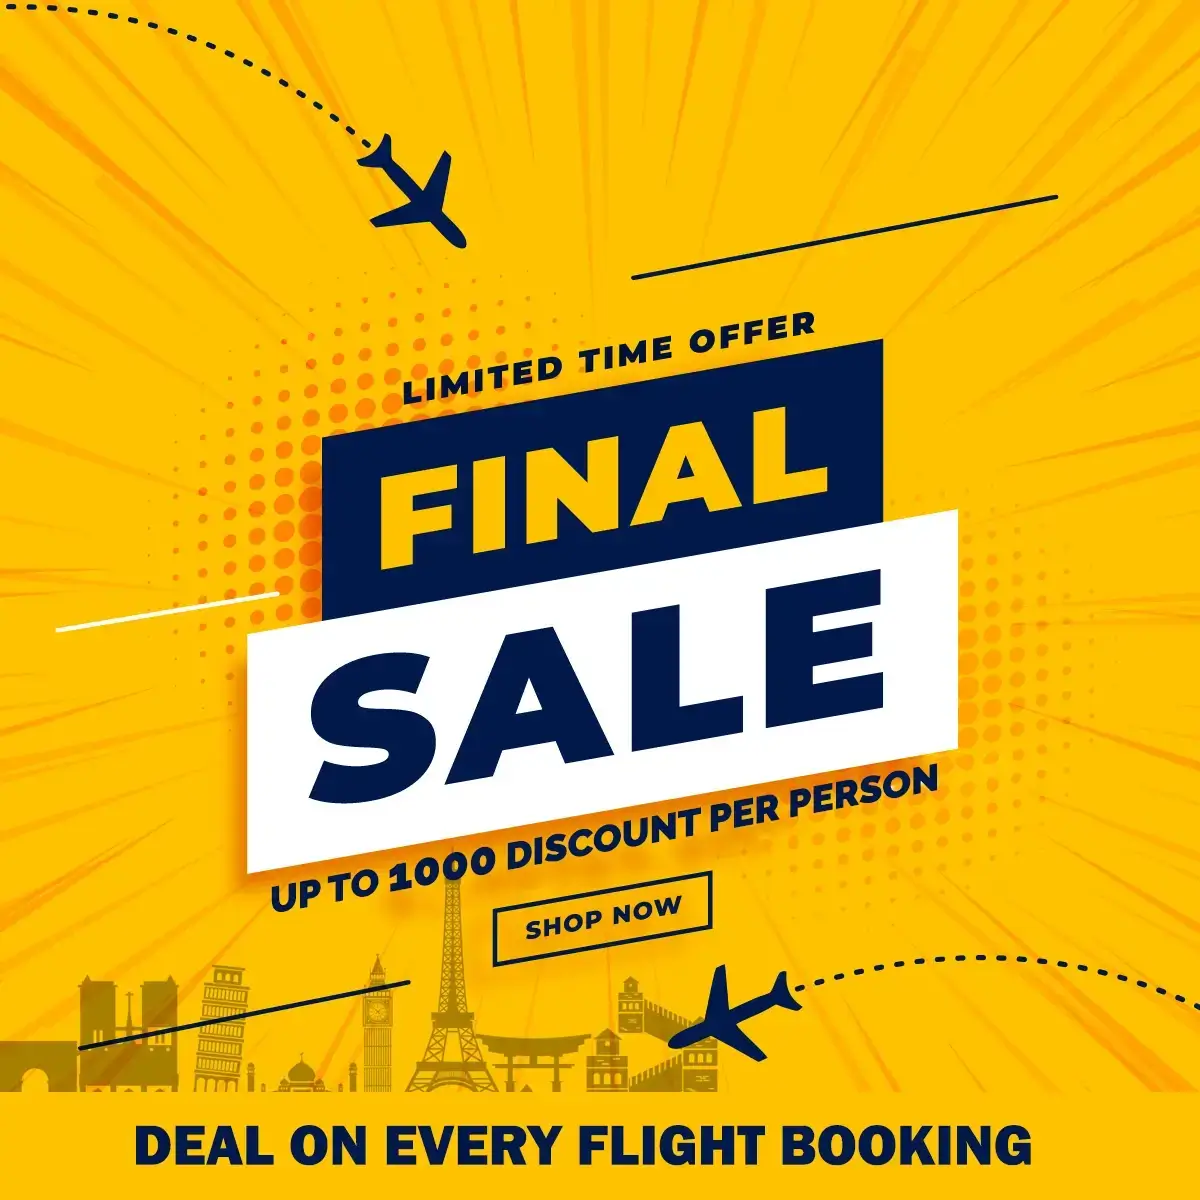 LIMITED TIME OFFER
FINAL
SALE
UP TO 1000 DISCOUNT PER PERSON
SHOP NOW
DEAL ON EVERY FLIGHT BOOKING